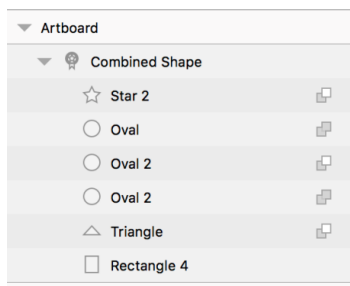 Artboard
Combined Shape
Star 2
Oval
Oval 2
Oval 2
Triangle
Rectangle 4